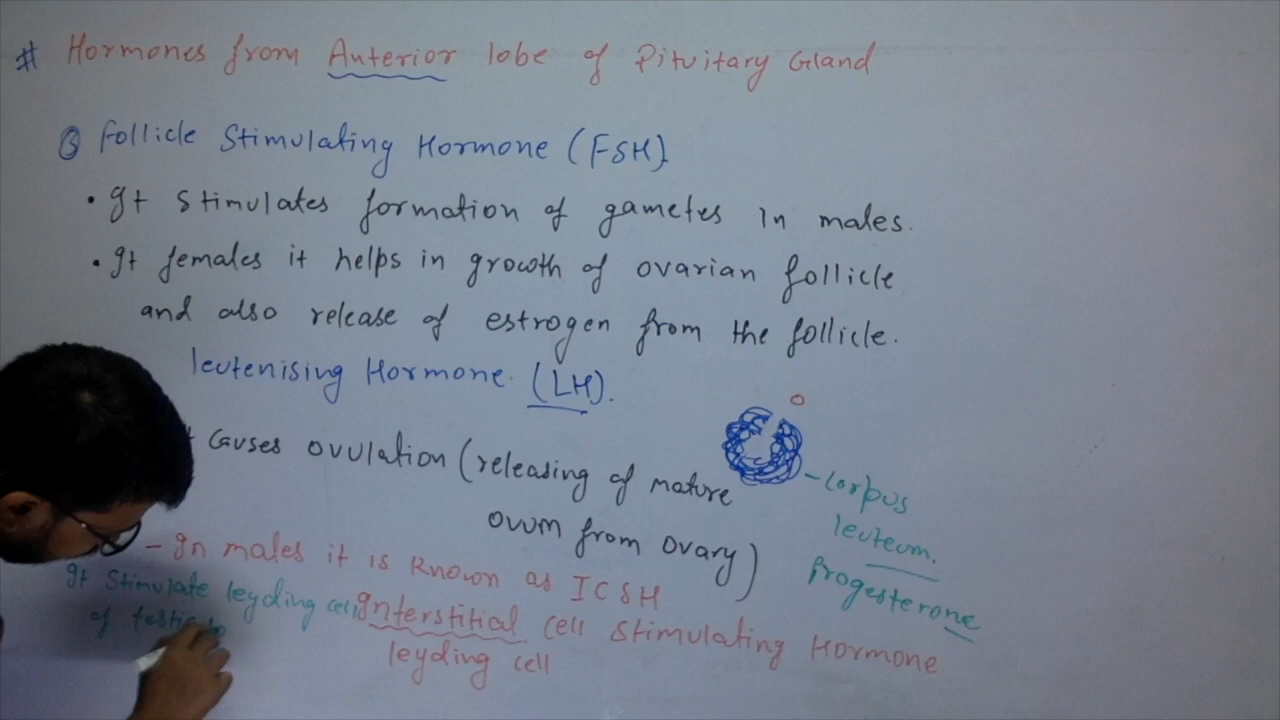 # Hormones from Anterior lobe of Pituitary Gland
Follicle Stimulating Hormone (FSH)
• It stimulates formation of gametes in males.
• It females it helps in growth of ovarian follicle
and also release of estrogen from the follicle.
leutenising Hormone. (LH).
Causes ovulation (releasing of mature
ovum from ovary)
- corpus
leuteum.
Progesterone
- In males it is known as ICSH
Interstitial cell stimulating Hormone
leyding cell
It stimulate leyding cell
of